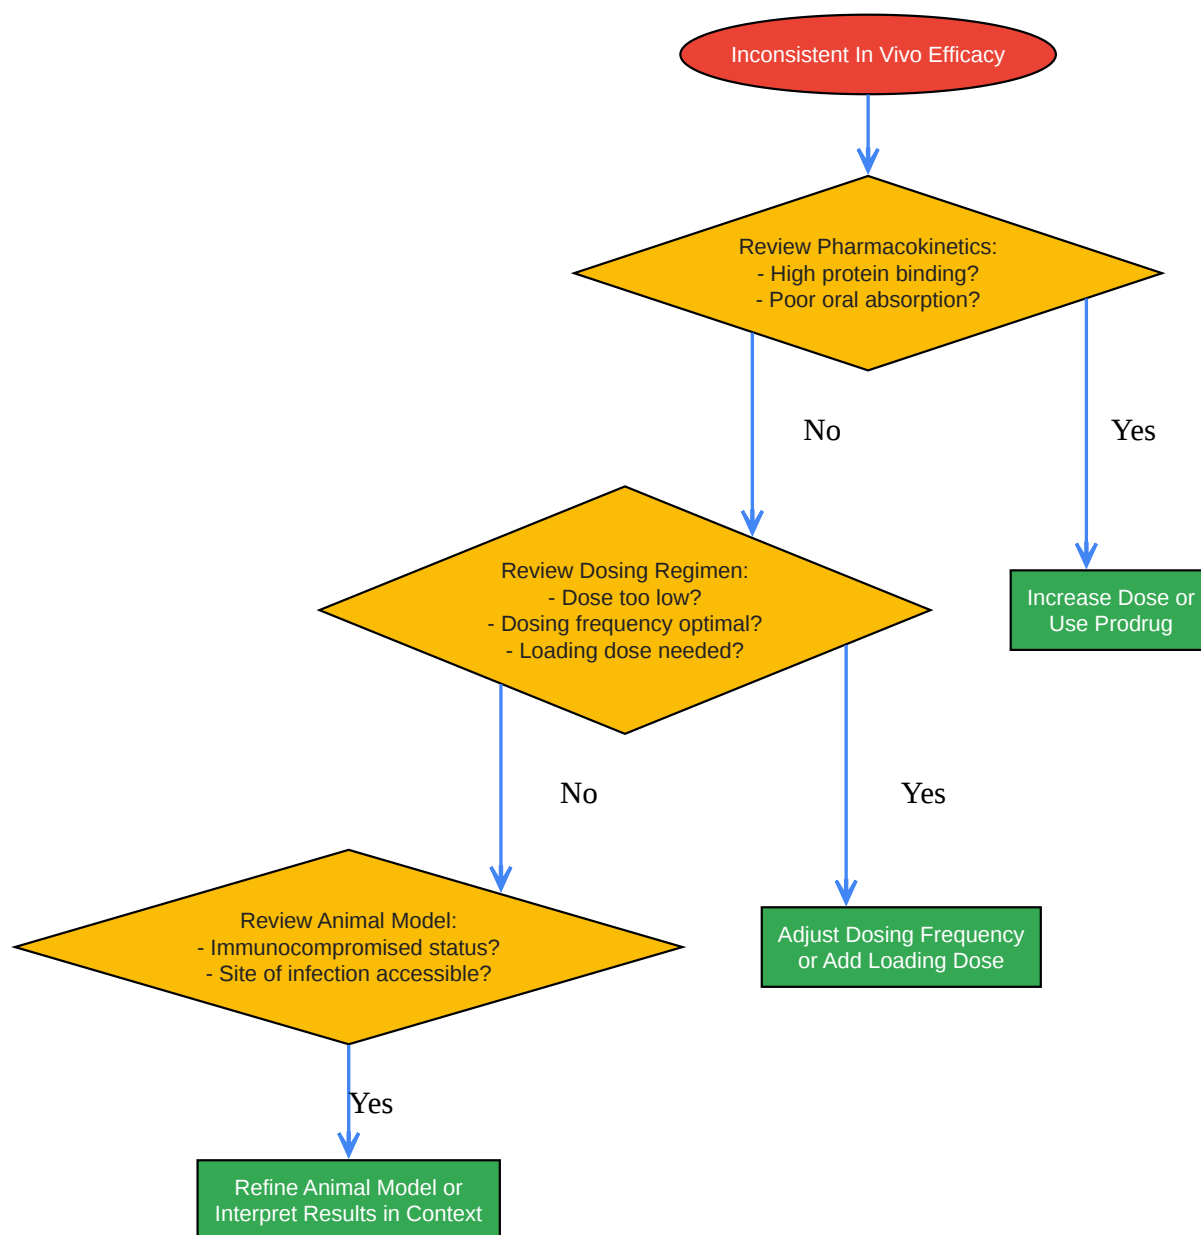 Inconsistent In Vivo Efficacy
Review Pharmacokinetics:
- High protein binding?
- Poor oral absorption?
No
Yes
Review Dosing Regimen:
- Dose too low?
- Dosing frequency optimal?
- Loading dose needed?
Increase Dose or
Use Prodrug
No
Yes
Review Animal Model:
- Immunocompromised status?
- Site of infection accessible?
Adjust Dosing Frequency
or Add Loading Dose
Yes
Refine Animal Model or
Interpret Results in Context